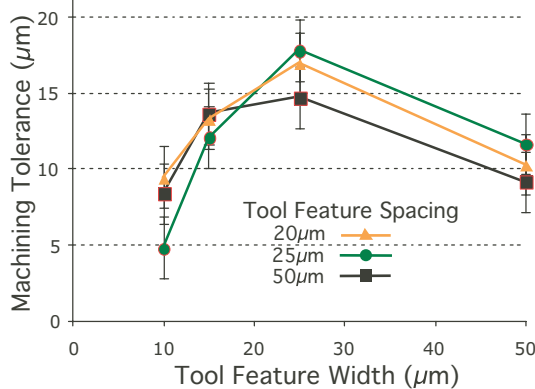 Machining Tolerance (µm)
20
15
10
5
0
Tool Feature Spacing
20µm
25µm
50µm
0 10 20 30 40 50
Tool Feature Width (µm)